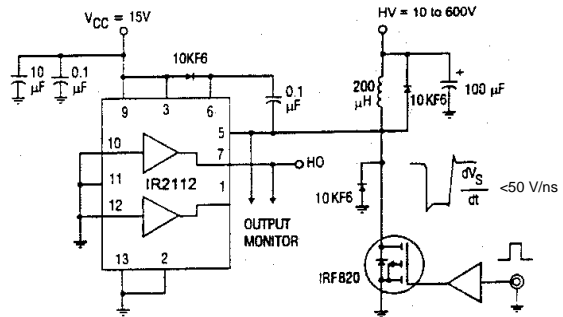 V_CC = 15V
HV = 10 to 600V
10KF6
10 µF
0.1 µF
0.1 µF
200 µH
10KF6
+
100 µF
9
3
6
5
10
7
HO
11
IR2112
1
12
OUTPUT MONITOR
10KF6
dV_S
dt
<50 V/ns
13
2
IRF820